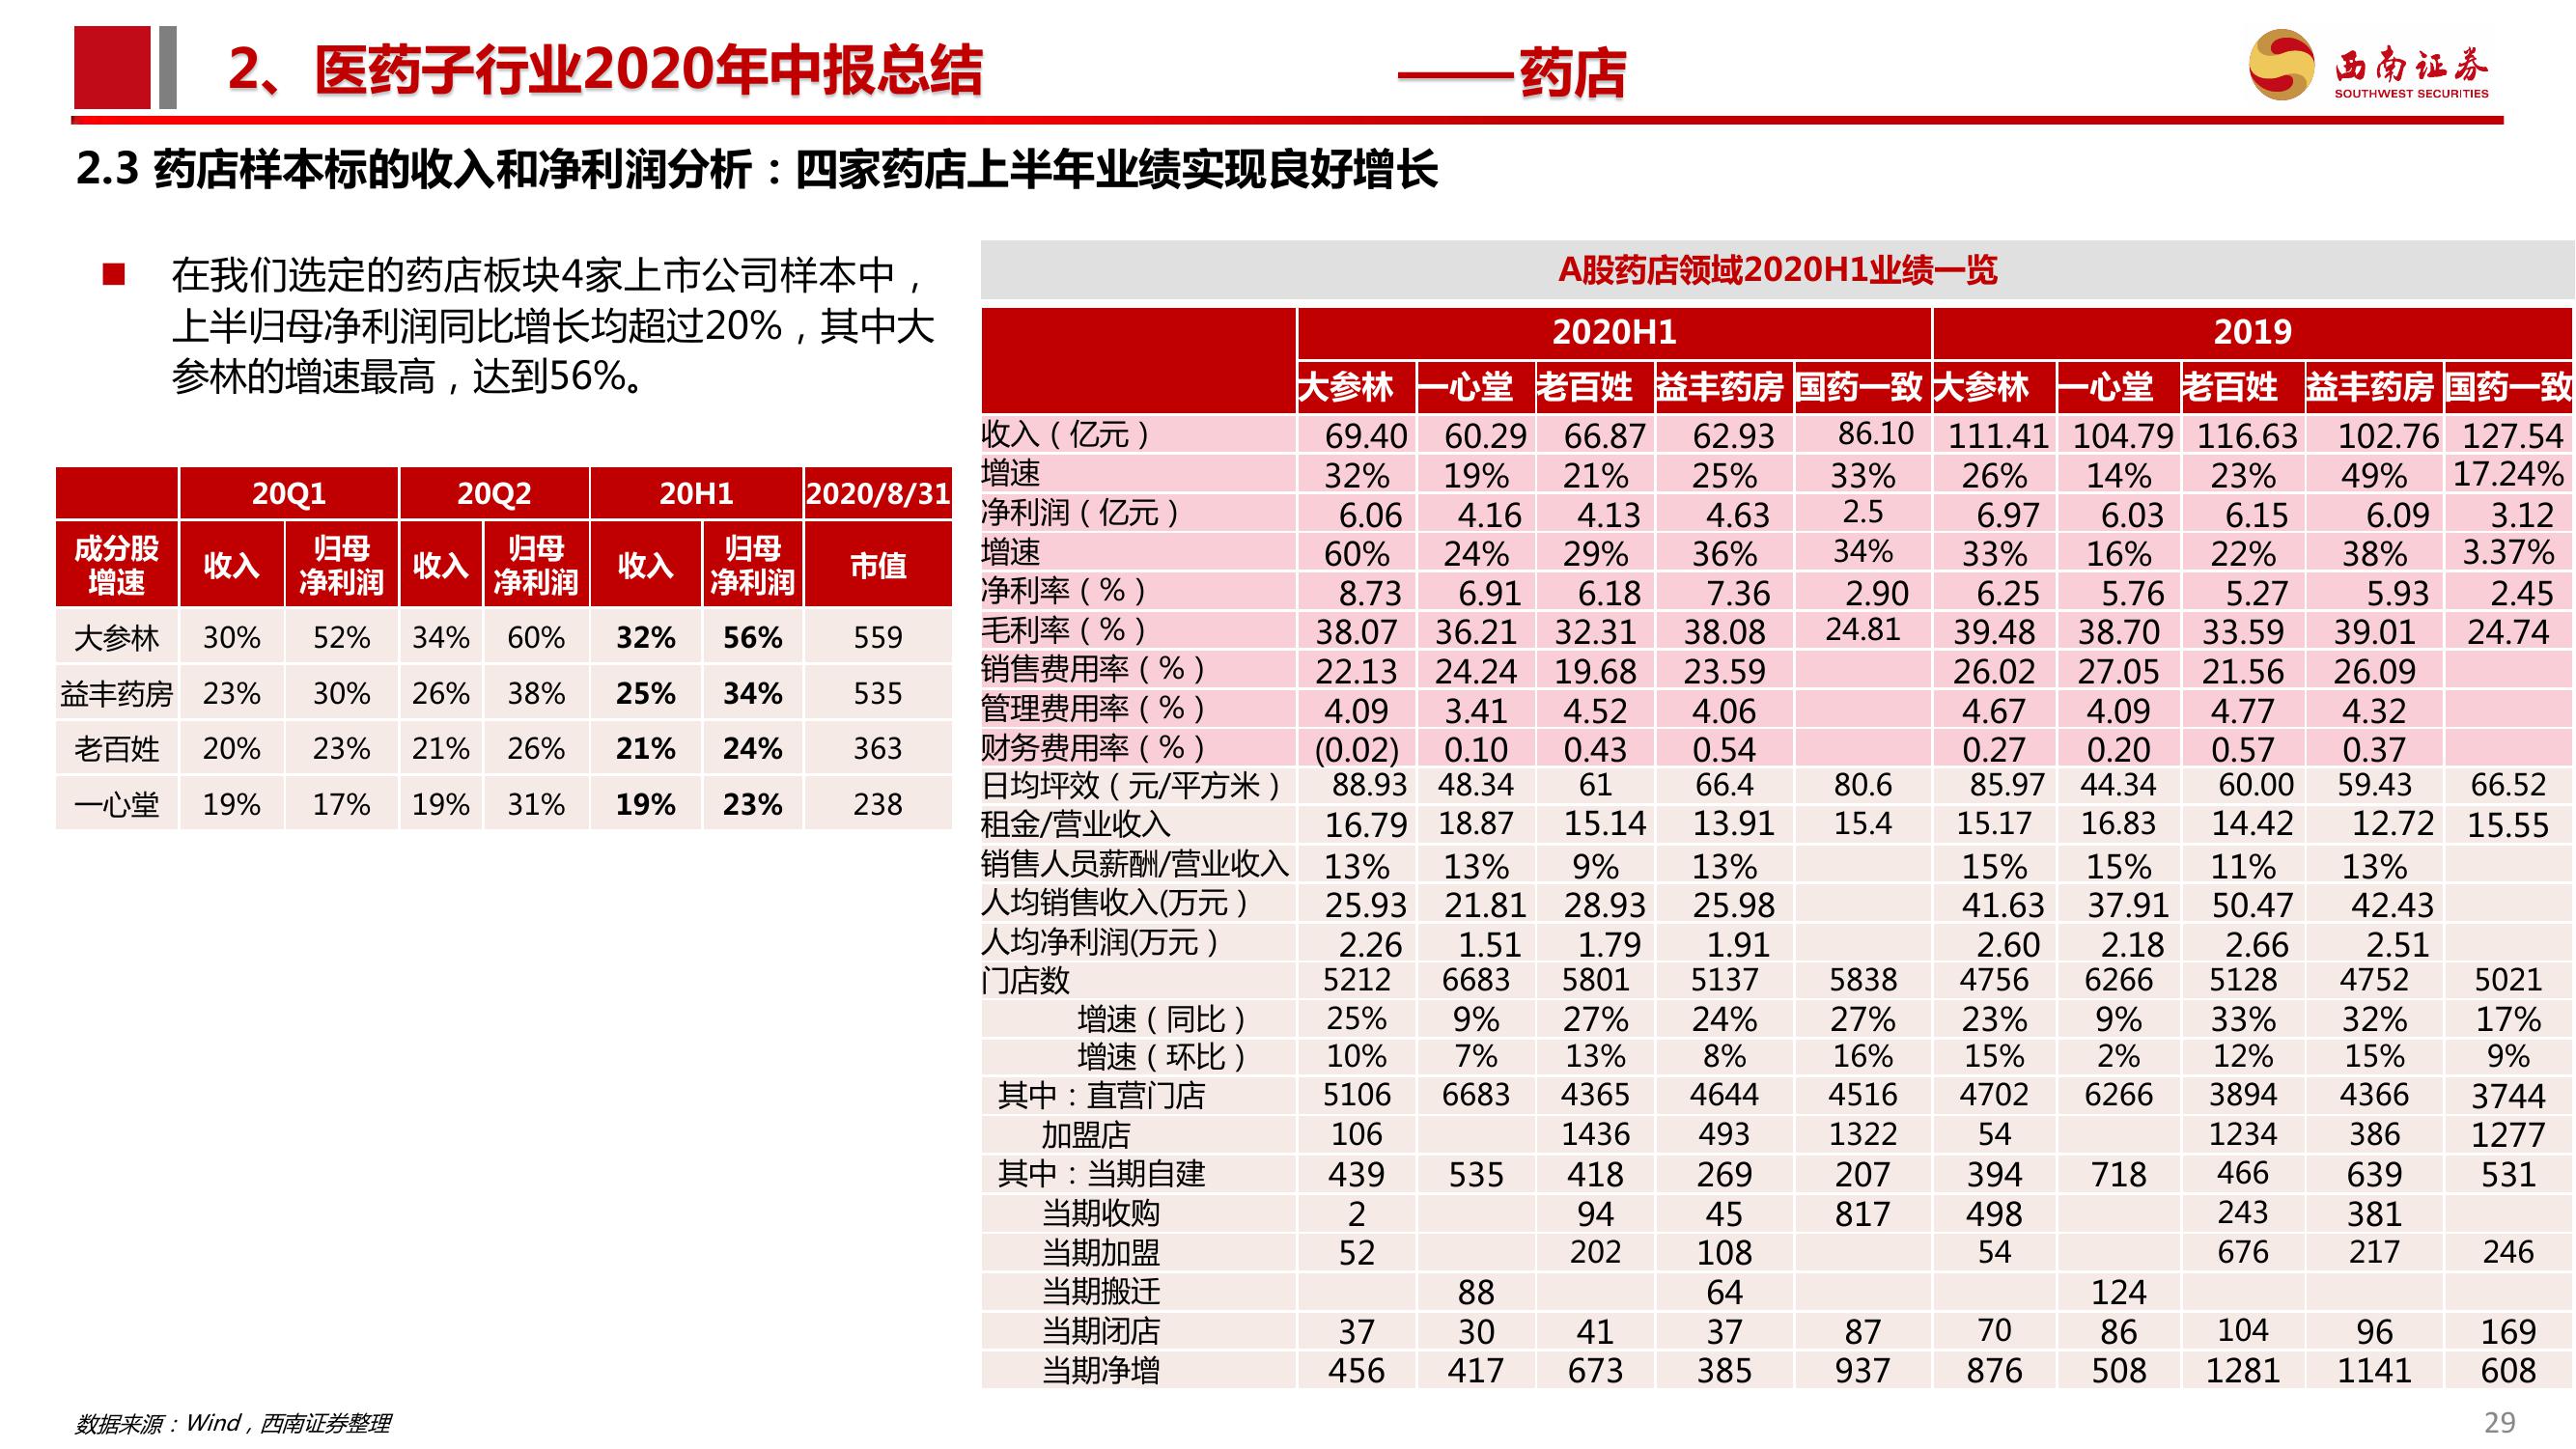 2、医药子行业2020年中报总结
——药店
西南证券
SOUTHWEST SECURITIES
2.3 药店样本标的收入和净利润分析：四家药店上半年业绩实现良好增长
■ 在我们选定的药店板块4家上市公司样本中，
上半归母净利润同比增长均超过20%，其中大
参林的增速最高，达到56%。
20Q1 20Q2 20H1 2020/8/31
成分股增速 收入 归母净利润 收入 归母净利润 收入 归母净利润 市值
大参林 30% 52% 34% 60% 32% 56% 559
益丰药房 23% 30% 26% 38% 25% 34% 535
老百姓 20% 23% 21% 26% 21% 24% 363
一心堂 19% 17% 19% 31% 19% 23% 238
A股药店领域2020H1业绩一览
2020H1 2019
大参林 一心堂 老百姓 益丰药房 国药一致 大参林 一心堂 老百姓 益丰药房 国药一致
收入（亿元） 69.40 60.29 66.87 62.93 86.10 111.41 104.79 116.63 102.76 127.54
增速 32% 19% 21% 25% 33% 26% 14% 23% 49% 17.24%
净利润（亿元） 6.06 4.16 4.13 4.63 2.5 6.97 6.03 6.15 6.09 3.12
增速 60% 24% 29% 36% 34% 33% 16% 22% 38% 3.37%
净利率（%） 8.73 6.91 6.18 7.36 2.90 6.25 5.76 5.27 5.93 2.45
毛利率（%） 38.07 36.21 32.31 38.08 24.81 39.48 38.70 33.59 39.01 24.74
销售费用率（%） 22.13 24.24 19.68 23.59 26.02 27.05 21.56 26.09
管理费用率（%） 4.09 3.41 4.52 4.06 4.67 4.09 4.77 4.32
财务费用率（%） (0.02) 0.10 0.43 0.54 0.27 0.20 0.57 0.37
日均坪效（元/平方米） 88.93 48.34 61 66.4 80.6 85.97 44.34 60.00 59.43 66.52
租金/营业收入 16.79 18.87 15.14 13.91 15.4 15.17 16.83 14.42 12.72 15.55
销售人员薪酬/营业收入 13% 13% 9% 13% 15% 15% 11% 13%
人均销售收入(万元） 25.93 21.81 28.93 25.98 41.63 37.91 50.47 42.43
人均净利润(万元） 2.26 1.51 1.79 1.91 2.60 2.18 2.66 2.51
门店数 5212 6683 5801 5137 5838 4756 6266 5128 4752 5021
增速（同比） 25% 9% 27% 24% 27% 23% 9% 33% 32% 17%
增速（环比） 10% 7% 13% 8% 16% 15% 2% 12% 15% 9%
其中：直营门店 5106 6683 4365 4644 4516 4702 6266 3894 4366 3744
加盟店 106 1436 493 1322 54 1234 386 1277
其中：当期自建 439 535 418 269 207 394 718 466 639 531
当期收购 2 94 45 817 498 243 381
当期加盟 52 202 108 54 676 217 246
当期搬迁 88 64 124
当期闭店 37 30 41 37 87 70 86 104 96 169
当期净增 456 417 673 385 937 876 508 1281 1141 608
数据来源：Wind，西南证券整理
29